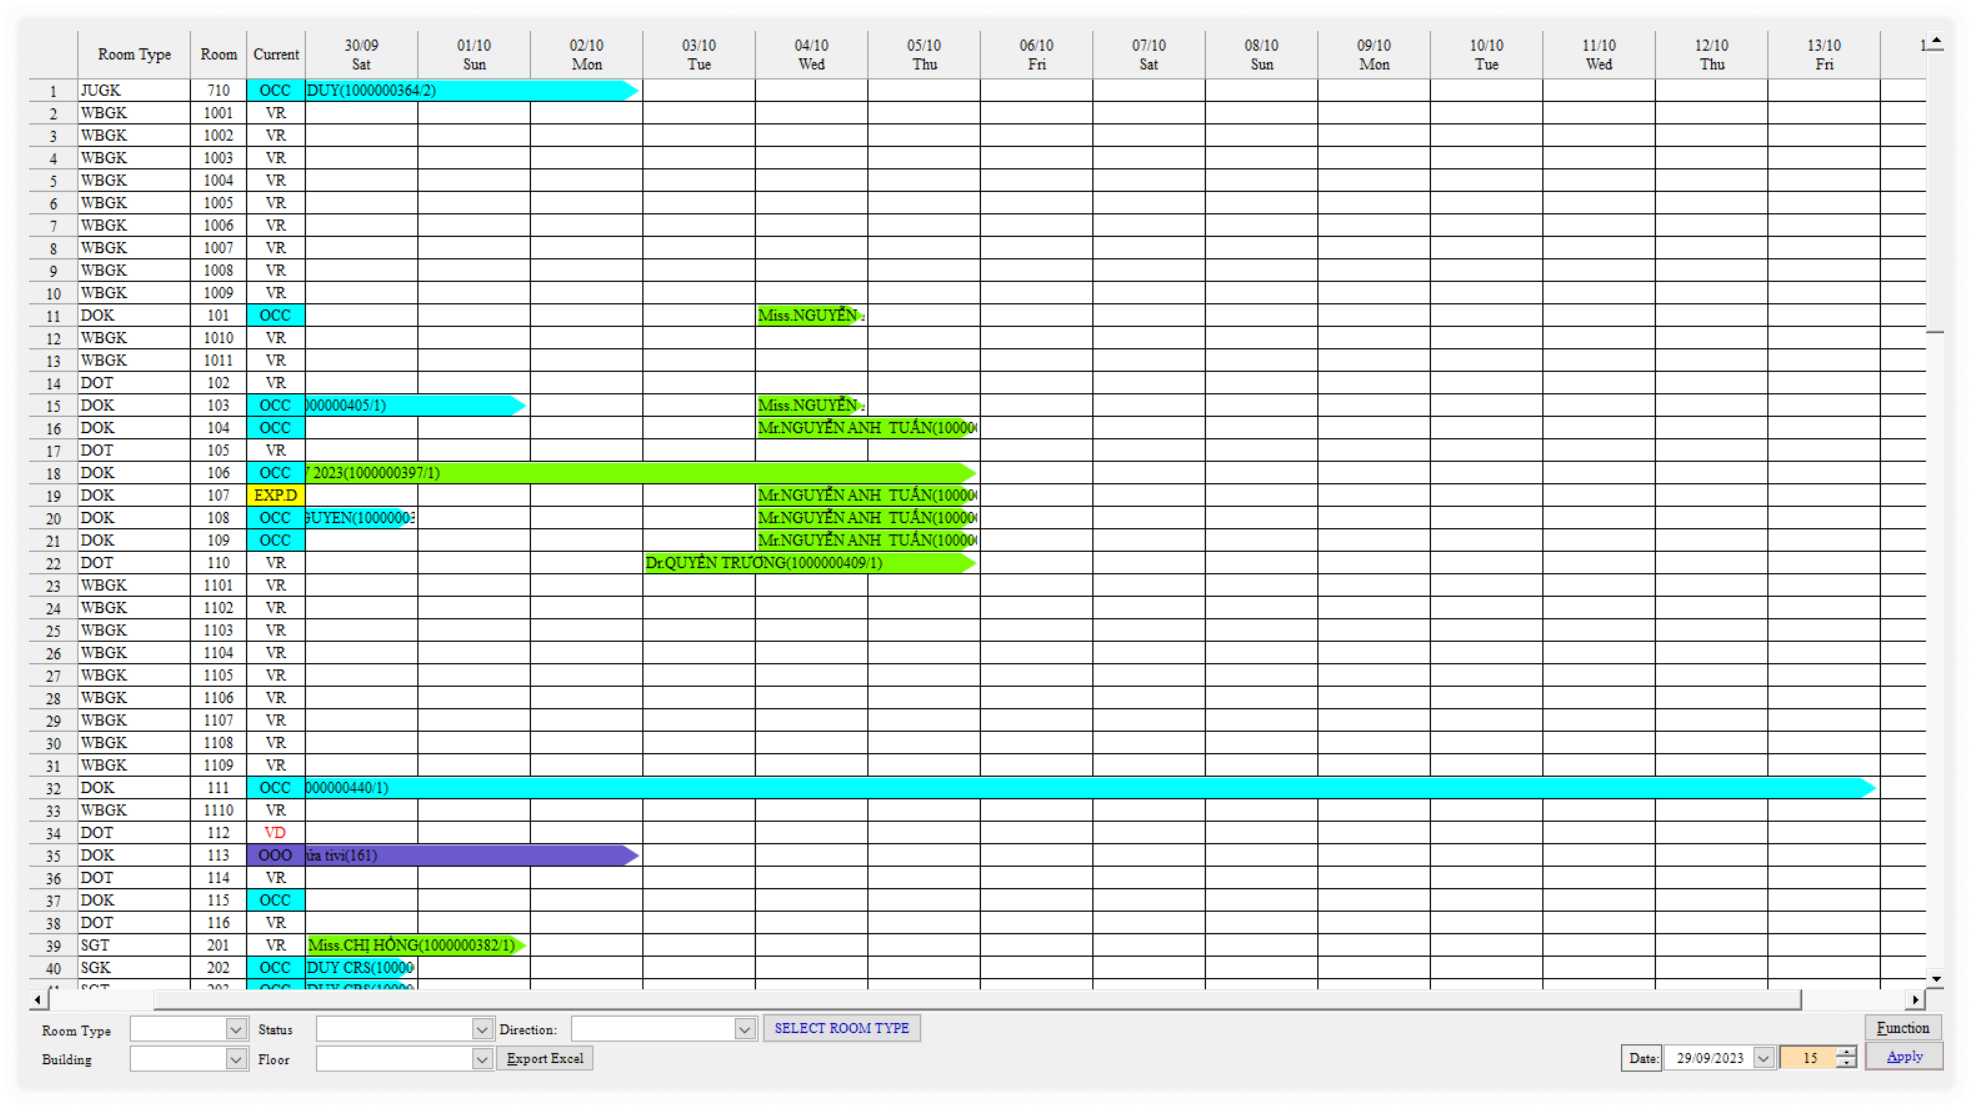 Room Type Room Current 30/09 Sat 01/10 Sun 02/10 Mon 03/10 Tue 04/10 Wed 05/10 Thu 06/10 Fri 07/10 Sat 08/10 Sun 09/10 Mon 10/10 Tue 11/10 Wed 12/10 Thu 13/10 Fri 1
1 JUGK 710 OCC DUY(1000000364/2)
2 WBGK 1001 VR
3 WBGK 1002 VR
4 WBGK 1003 VR
5 WBGK 1004 VR
6 WBGK 1005 VR
7 WBGK 1006 VR
8 WBGK 1007 VR
9 WBGK 1008 VR
10 WBGK 1009 VR
11 DOK 101 OCC Miss.NGUYỄN
12 WBGK 1010 VR
13 WBGK 1011 VR
14 DOT 102 VR
15 DOK 103 OCC 000000405/1) Miss.NGUYỄN
16 DOK 104 OCC Mr.NGUYỄN ANH TUẤN(10000
17 DOT 105 VR
18 DOK 106 OCC 2023(1000000397/1)
19 DOK 107 EXP.D Mr.NGUYỄN ANH TUẤN(10000
20 DOK 108 OCC GUYEN(1000000 Mr.NGUYỄN ANH TUẤN(10000
21 DOK 109 OCC Mr.NGUYỄN ANH TUẤN(10000
22 DOT 110 VR Dr.QUYỀN TRƯƠNG(1000000409/1)
23 WBGK 1101 VR
24 WBGK 1102 VR
25 WBGK 1103 VR
26 WBGK 1104 VR
27 WBGK 1105 VR
28 WBGK 1106 VR
29 WBGK 1107 VR
30 WBGK 1108 VR
31 WBGK 1109 VR
32 DOK 111 OCC 000000440/1)
33 WBGK 1110 VR
34 DOT 112 VD
35 DOK 113 OOO ửa tivi(161)
36 DOT 114 VR
37 DOK 115 OCC
38 DOT 116 VR
39 SGT 201 VR Miss.CHỊ HỒNG(1000000382/1)
40 SGK 202 OCC DUY CRS(10000
41 SGT 203 OCC DUY CRS(10000
Room Type Status Direction: SELECT ROOM TYPE Function
Building Floor Export Excel Date: 29/09/2023 15 Apply